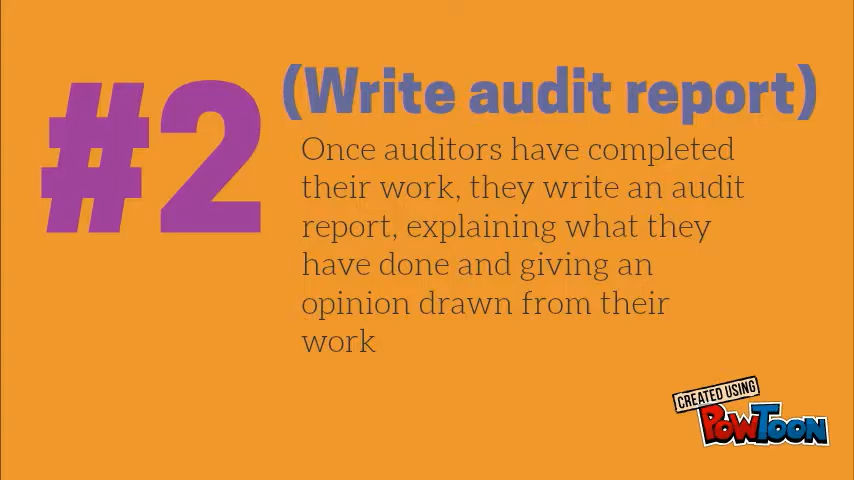 #2
(Write audit report)
Once auditors have completed
their work, they write an audit
report, explaining what they
have done and giving an
opinion drawn from their
work
CREATED USING
POWTOON